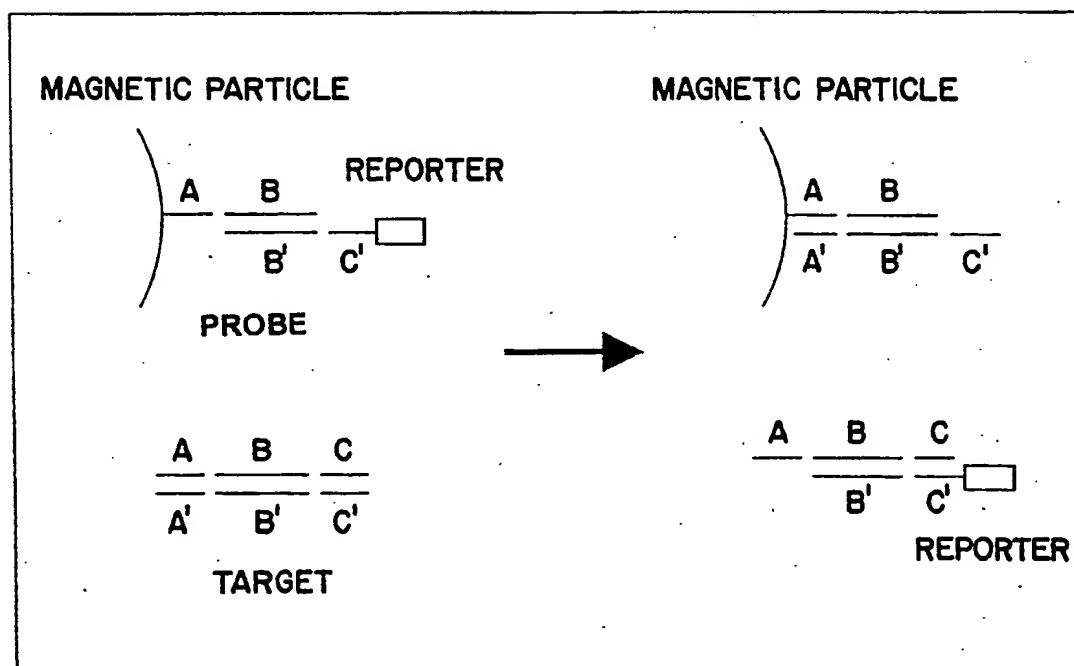 MAGNETIC PARTICLE
A B
REPORTER
B' C'
PROBE
A B C
A' B' C'
TARGET
MAGNETIC PARTICLE
A B
A' B' C'
A B C
B' C'
REPORTER